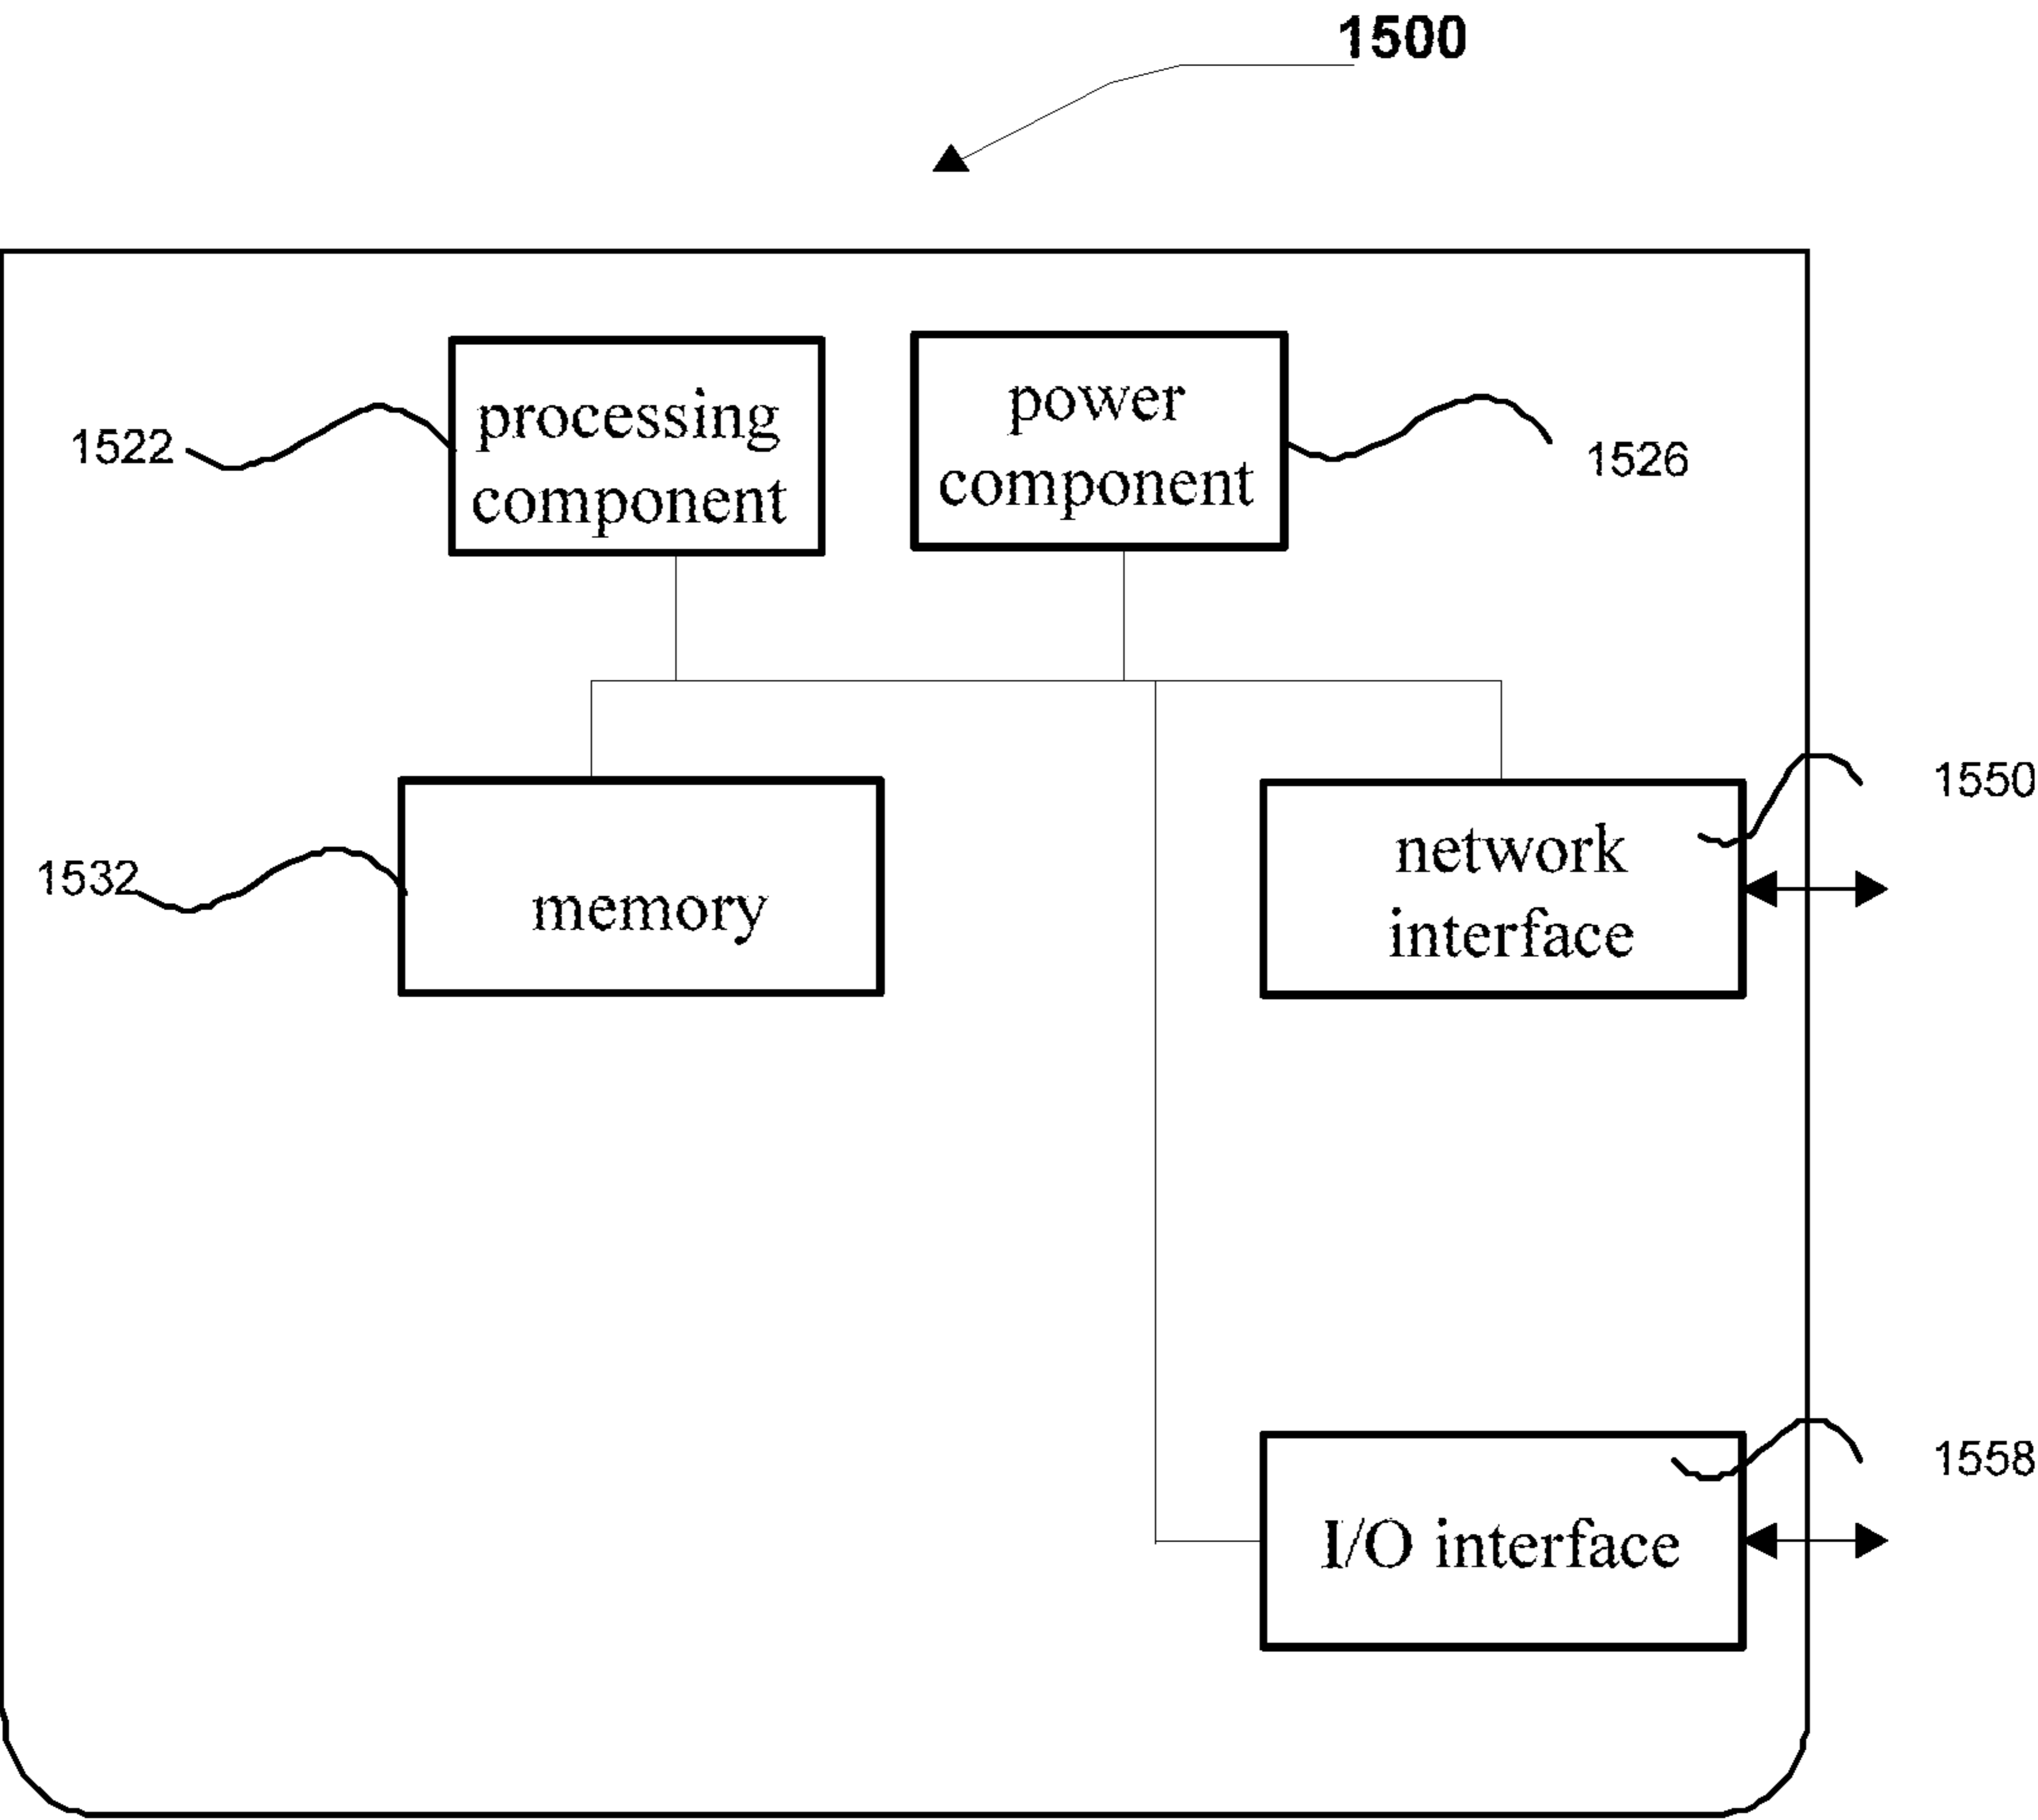 1500
processing
component
power
component
1522
1526
1550
network
interface
1532
memory
1558
I/O interface